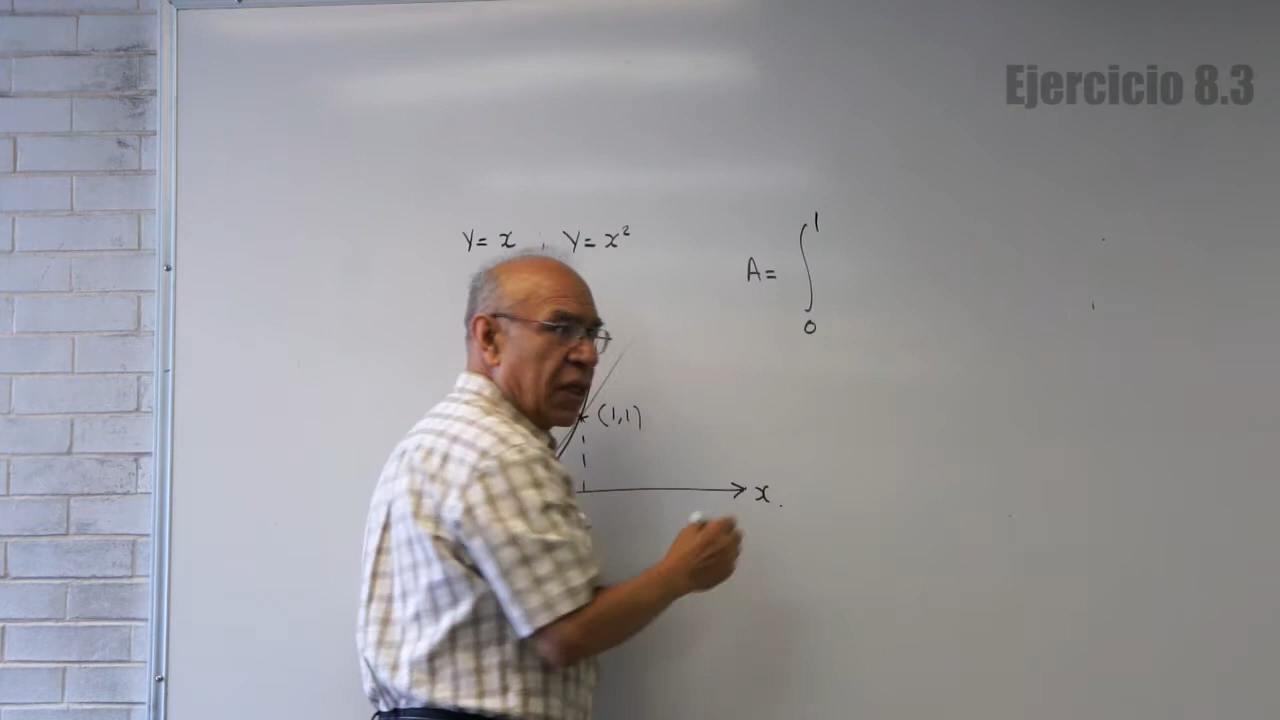 Ejercicio 8.3
y = x , y = x²
A = ∫₀¹
(1,1)
x